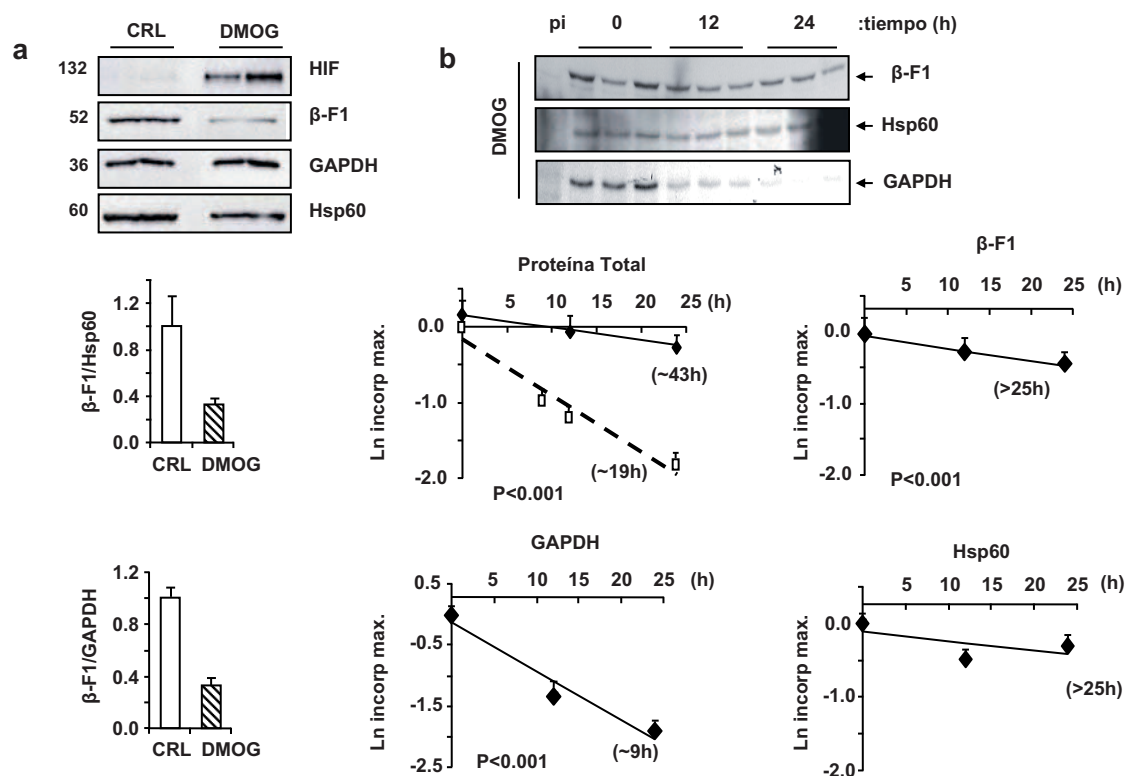 a
CRL DMOG
132 HIF
52 β-F1
36 GAPDH
60 Hsp60
b
pi 0 12 24 :tiempo (h)
DMOG
β-F1
Hsp60
GAPDH
β-F1/Hsp60
1.2
0.8
0.4
0.0
CRL DMOG
Proteína Total
5 10 15 20 25 (h)
Ln incorp max.
0.0
-1.0
-2.0
(~43h)
(~19h)
P<0.001
β-F1
5 10 15 20 25 (h)
Ln incorp max.
0.0
-1.0
-2.0
(>25h)
P<0.001
β-F1/GAPDH
1.2
0.8
0.4
0.0
CRL DMOG
GAPDH
5 10 15 20 25 (h)
Ln incorp max.
0.5
-0.5
-1.5
-2.5
(~9h)
P<0.001
Hsp60
5 10 15 20 25 (h)
Ln incorp max.
0.0
-1.0
-2.0
(>25h)